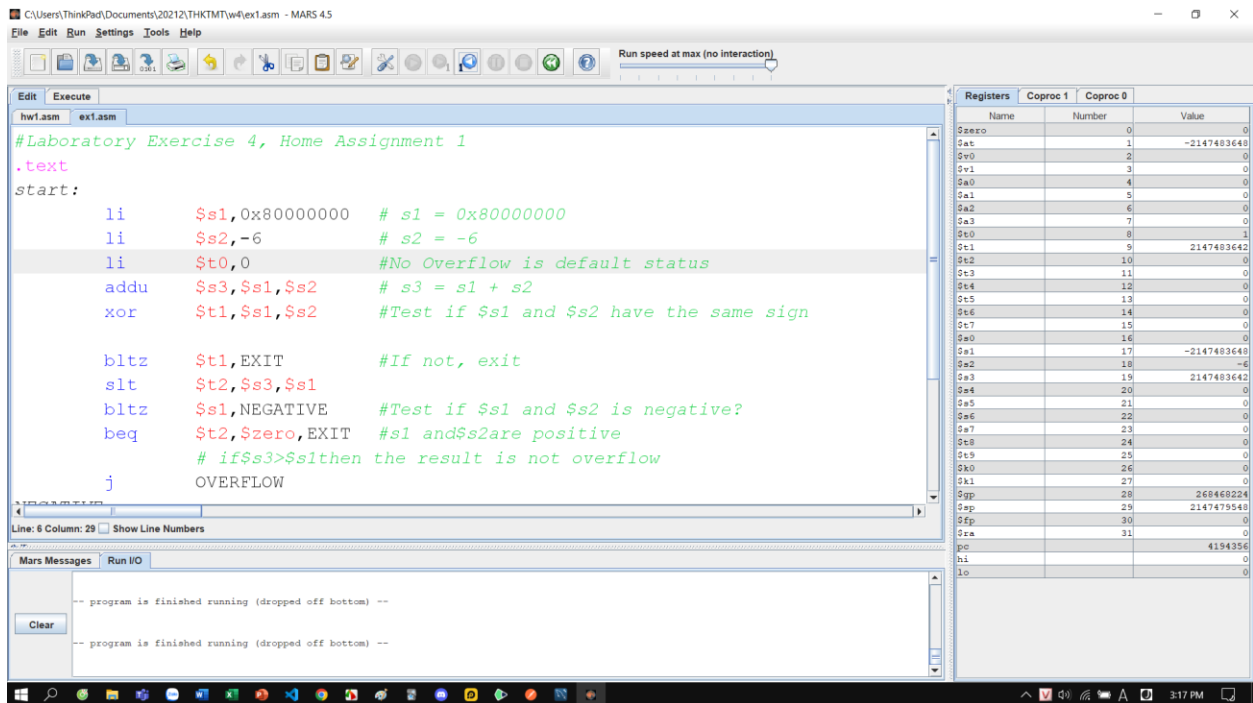 C:\Users\ThinkPad\Documents\20212\THKTMT\w4\ex1.asm - MARS 4.5
File Edit Run Settings Tools Help
Run speed at max (no interaction)
Edit Execute
hw1.asm ex1.asm
#Laboratory Exercise 4, Home Assignment 1
.text
start:
li $s1,0x80000000 # s1 = 0x80000000
li $s2,-6 # s2 = -6
li $t0,0 #No Overflow is default status
addu $s3,$s1,$s2 # s3 = s1 + s2
xor $t1,$s1,$s2 #Test if $s1 and $s2 have the same sign
bltz $t1,EXIT #If not, exit
slt $t2,$s3,$s1
bltz $s1,NEGATIVE #Test if $s1 and $s2 is negative?
beq $t2,$zero,EXIT #s1 and$s2are positive
# if$s3>$s1then the result is not overflow
j OVERFLOW
Line: 6 Column: 29 Show Line Numbers
Mars Messages Run I/O
-- program is finished running (dropped off bottom) --
-- program is finished running (dropped off bottom) --
Clear
Registers Coproc 1 Coproc 0
Name Number Value
$zero 0 0
$at 1 -2147483648
$v0 2 0
$v1 3 0
$a0 4 0
$a1 5 0
$a2 6 0
$a3 7 0
$t0 8 1
$t1 9 2147483642
$t2 10 0
$t3 11 0
$t4 12 0
$t5 13 0
$t6 14 0
$t7 15 0
$s0 16 0
$s1 17 -2147483648
$s2 18 -6
$s3 19 2147483642
$s4 20 0
$s5 21 0
$s6 22 0
$s7 23 0
$t8 24 0
$t9 25 0
$k0 26 0
$k1 27 0
$gp 28 268468224
$sp 29 2147479548
$fp 30 0
$ra 31 0
pc 4194356
hi 0
lo 0
3:17 PM